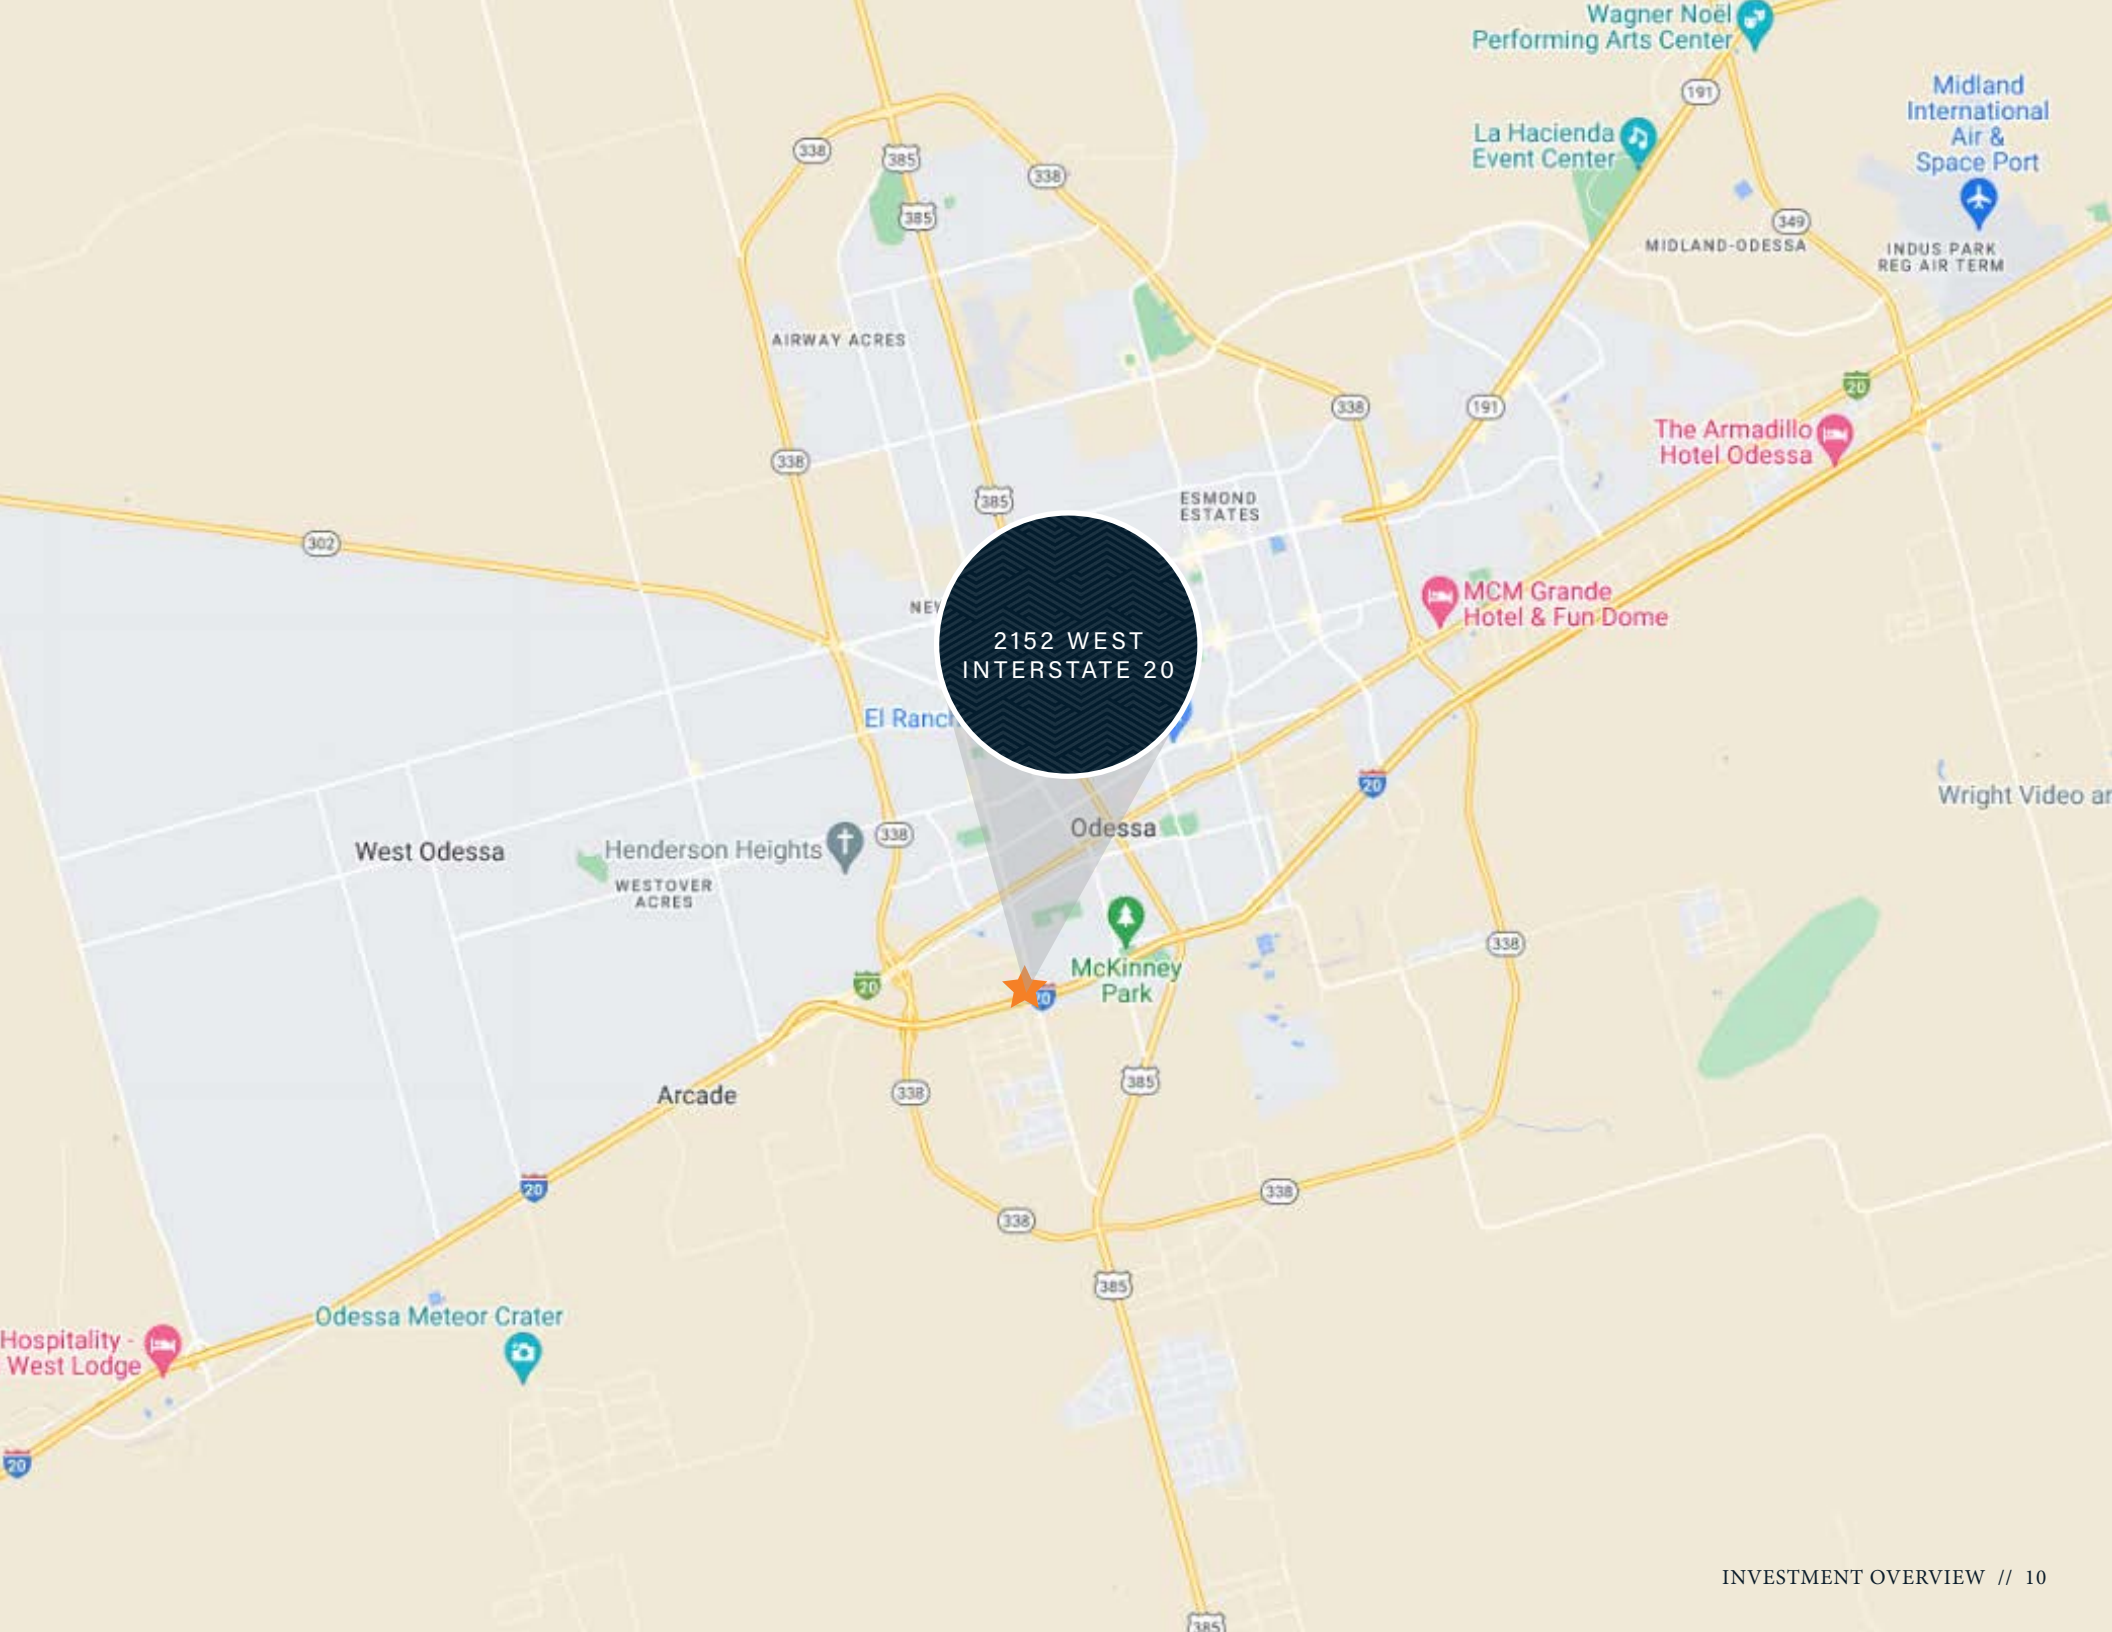 Wagner Noël
Performing Arts Center
191
Midland
International
Air &
Space Port
La Hacienda
Event Center
338
385
338
385
349
MIDLAND-ODESSA
INDUS PARK
REG AIR TERM
AIRWAY ACRES
20
338
191
The Armadillo
Hotel Odessa
338
385
ESMOND
ESTATES
302
MCM Grande
Hotel & Fun Dome
NEW
2152 WEST
INTERSTATE 20
El Ranch
20
Wright Video ar
Odessa
338
West Odessa
Henderson Heights
WESTOVER
ACRES
338
McKinney
Park
20
20
385
338
Arcade
20
338
338
385
Odessa Meteor Crater
Hospitality -
West Lodge
20
INVESTMENT OVERVIEW // 10
385